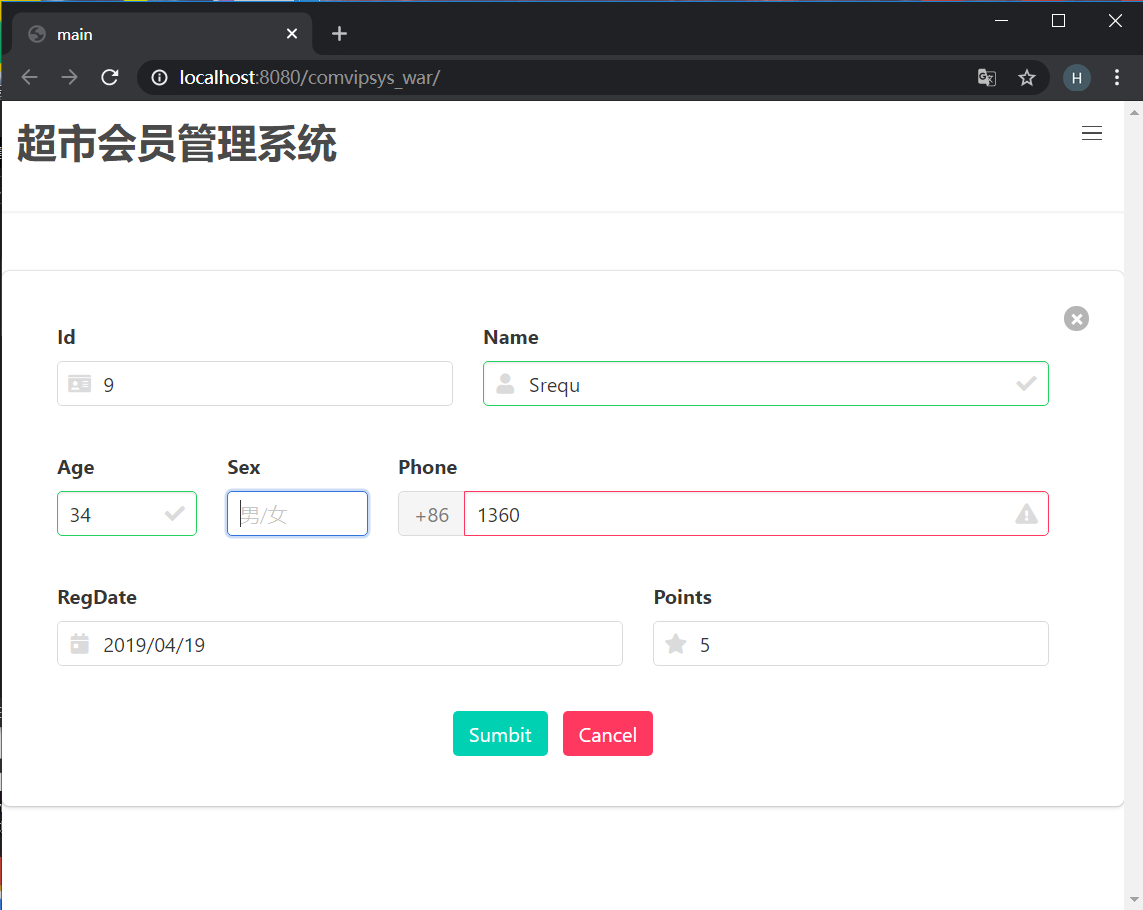 main
localhost:8080/comvipsys_war/
H
超市会员管理系统
Id
Name
9
Srequ
Age
Sex
Phone
34
男/女
+86
1360
RegDate
Points
2019/04/19
5
Sumbit
Cancel